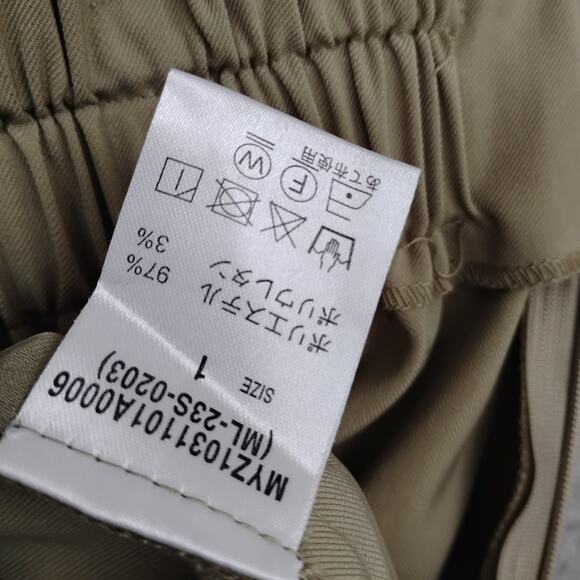 MYZ10311101A0006
(ML-23S-0203)
SIZE 1
ポリエステル 97%
ポリウレタン 3%
あて布使用
F W